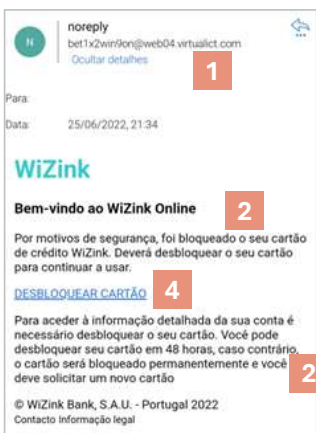 N
noreply
bet1x2win9on@web04.virtualict.com
Ocultar detalhes
1
Para:
Data: 25/06/2022, 21:34
WiZink
Bem-vindo ao WiZink Online
2
Por motivos de segurança, foi bloqueado o seu cartão
de crédito WiZink. Deverá desbloquear o seu cartão
para continuar a usar.
DESBLOQUEAR CARTÃO
4
Para aceder à informação detalhada da sua conta é
necessário desbloquear o seu cartão. Você pode
desbloquear seu cartão em 48 horas, caso contrário,
o cartão será bloqueado permanentemente e você
2
deve solicitar um novo cartão
© WiZink Bank, S.A.U. - Portugal 2022
Contacto Informação legal